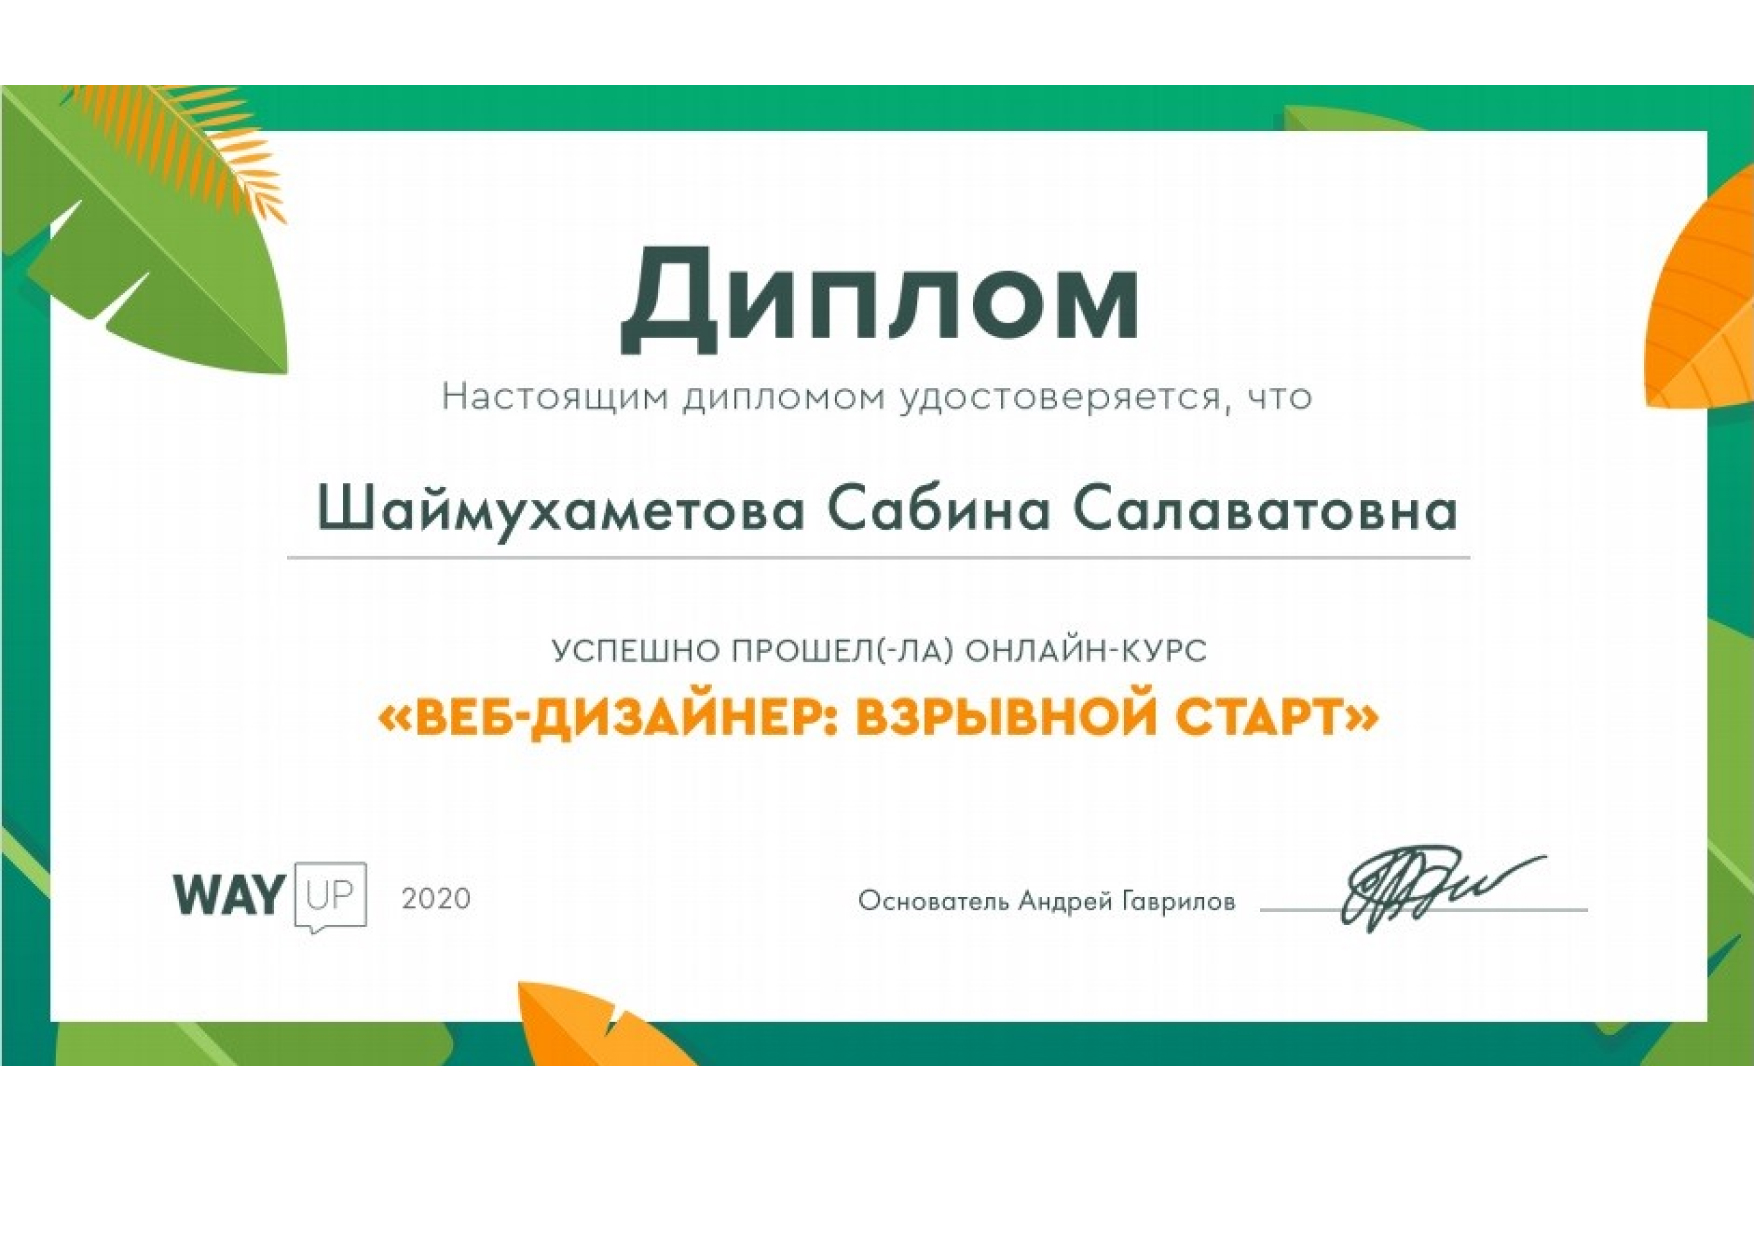 Диплом
Настоящим дипломом удостоверяется, что
Шаймухаметова Сабина Салаватовна
УСПЕШНО ПРОШЕЛ(-ЛА) ОНЛАЙН-КУРС
«ВЕБ-ДИЗАЙНЕР: ВЗРЫВНОЙ СТАРТ»
WAY UP 2020
Основатель Андрей Гаврилов